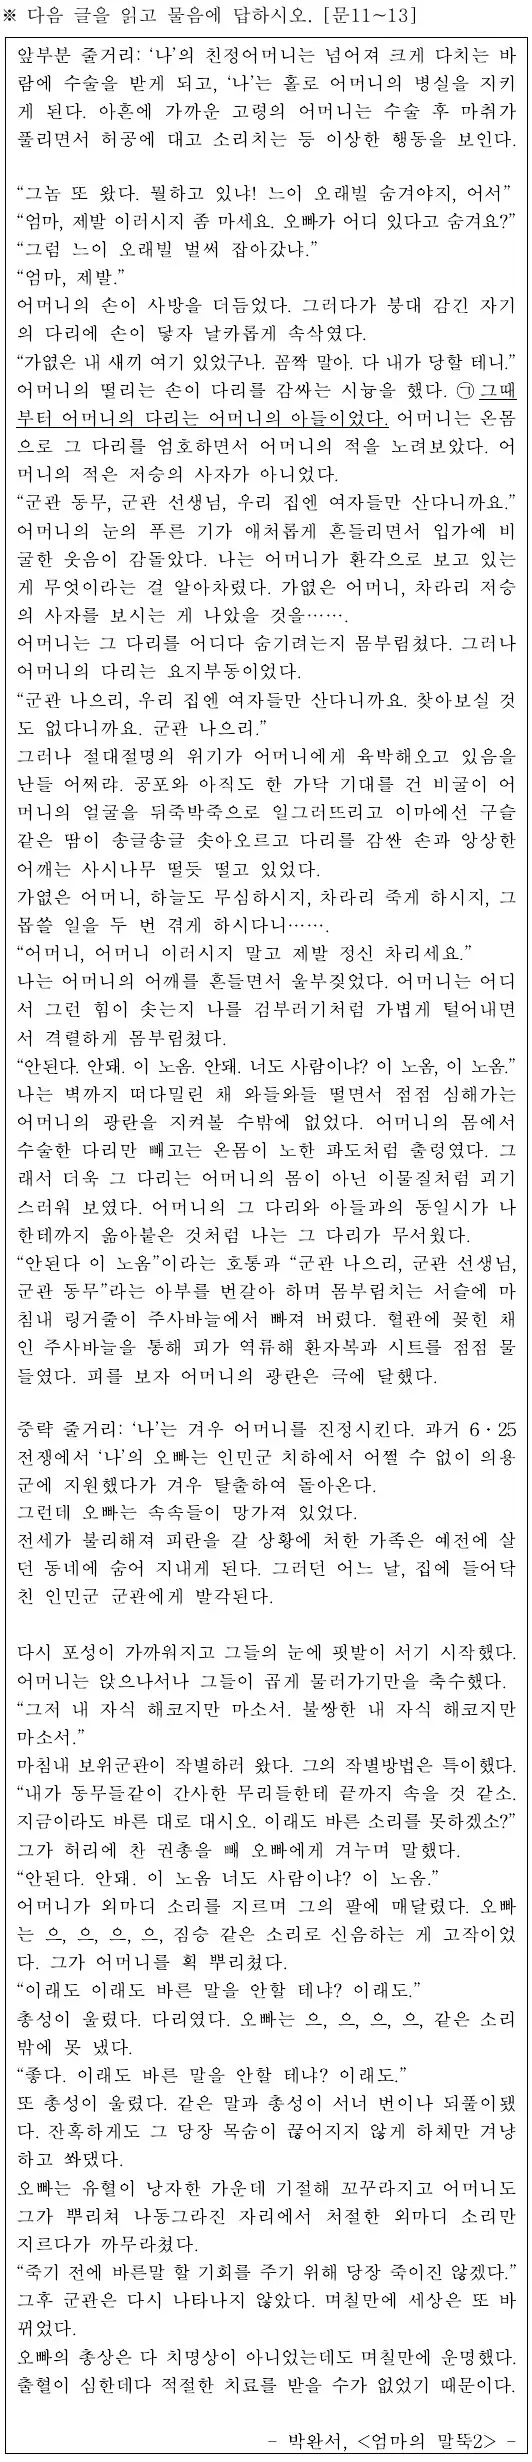 ※ 다음 글을 읽고 물음에 답하시오. [문11~13]
앞부분 줄거리: ‘나’의 친정어머니는 넘어져 크게 다치는 바
람에 수술을 받게 되고, ‘나’는 홀로 어머니의 병실을 지키
게 된다. 아흔에 가까운 고령의 어머니는 수술 후 마취가
풀리면서 허공에 대고 소리치는 등 이상한 행동을 보인다.
“그놈 또 왔다. 뭘하고 있냐! 느이 오래빌 숨겨야지, 어서”
“엄마, 제발 이러시지 좀 마세요. 오빠가 어디 있다고 숨겨요?”
“그럼 느이 오래빌 벌써 잡아갔냐.”
“엄마, 제발.”
어머니의 손이 사방을 더듬었다. 그러다가 붕대 감긴 자기
의 다리에 손이 닿자 날카롭게 속삭였다.
“가엾은 내 새끼 여기 있었구나. 꼼짝 말아. 다 내가 당할 테니.”
어머니의 떨리는 손이 다리를 감싸는 시늉을 했다. ㉠ 그때
부터 어머니의 다리는 어머니의 아들이었다. 어머니는 온몸
으로 그 다리를 엄호하면서 어머니의 적을 노려보았다. 어
머니의 적은 저승의 사자가 아니었다.
“군관 동무, 군관 선생님, 우리 집엔 여자들만 산다니까요.”
어머니의 눈의 푸른 기가 애처롭게 흔들리면서 입가에 비
굴한 웃음이 감돌았다. 나는 어머니가 환각으로 보고 있는
게 무엇이라는 걸 알아차렸다. 가엾은 어머니, 차라리 저승
의 사자를 보시는 게 나았을 것을…….
어머니는 그 다리를 어디다 숨기려는지 몸부림쳤다. 그러나
어머니의 다리는 요지부동이었다.
“군관 나으리, 우리 집엔 여자들만 산다니까요. 찾아보실 것
도 없다니까요. 군관 나으리.”
그러나 절대절명의 위기가 어머니에게 육박해오고 있음을
난들 어쩌랴. 공포와 아직도 한 가닥 기대를 건 비굴이 어
머니의 얼굴을 뒤죽박죽으로 일그러뜨리고 이마에선 구슬
같은 땀이 송글송글 솟아오르고 다리를 감싼 손과 앙상한
어깨는 사시나무 떨듯 떨고 있었다.
가엾은 어머니, 하늘도 무심하시지, 차라리 죽게 하시지, 그
몹쓸 일을 두 번 겪게 하시다니…….
“어머니, 어머니 이러시지 말고 제발 정신 차리세요.”
나는 어머니의 어깨를 흔들면서 울부짖었다. 어머니는 어디
서 그런 힘이 솟는지 나를 검부러기처럼 가볍게 털어내면
서 격렬하게 몸부림쳤다.
“안된다. 안돼. 이 노옴. 안돼. 너도 사람이냐? 이 노옴, 이 노옴.”
나는 벽까지 떠다밀린 채 와들와들 떨면서 점점 심해가는
어머니의 광란을 지켜볼 수밖에 없었다. 어머니의 몸에서
수술한 다리만 빼고는 온몸이 노한 파도처럼 출렁였다. 그
래서 더욱 그 다리는 어머니의 몸이 아닌 이물질처럼 괴기
스러워 보였다. 어머니의 그 다리와 아들과의 동일시가 나
한테까지 옮아붙은 것처럼 나는 그 다리가 무서웠다.
“안된다 이 노옴”이라는 호통과 “군관 나으리, 군관 선생님,
군관 동무”라는 아부를 번갈아 하며 몸부림치는 서슬에 마
침내 링거줄이 주사바늘에서 빠져 버렸다. 혈관에 꽂힌 채
인 주사바늘을 통해 피가 역류해 환자복과 시트를 점점 물
들였다. 피를 보자 어머니의 광란은 극에 달했다.
중략 줄거리: ‘나’는 겨우 어머니를 진정시킨다. 과거 6・25
전쟁에서 ‘나’의 오빠는 인민군 치하에서 어쩔 수 없이 의용
군에 지원했다가 겨우 탈출하여 돌아온다.
그런데 오빠는 속속들이 망가져 있었다.
전세가 불리해져 피란을 갈 상황에 처한 가족은 예전에 살
던 동네에 숨어 지내게 된다. 그러던 어느 날, 집에 들어닥
친 인민군 군관에게 발각된다.
다시 포성이 가까워지고 그들의 눈에 핏발이 서기 시작했다.
어머니는 앉으나서나 그들이 곱게 물러가기만을 축수했다.
“그저 내 자식 해코지만 마소서. 불쌍한 내 자식 해코지만
마소서.”
마침내 보위군관이 작별하러 왔다. 그의 작별방법은 특이했다.
“내가 동무들같이 간사한 무리들한테 끝까지 속을 것 같소.
지금이라도 바른 대로 대시오. 이래도 바른 소리를 못하겠소?”
그가 허리에 찬 권총을 빼 오빠에게 겨누며 말했다.
“안된다. 안돼. 이 노옴 너도 사람이냐? 이 노옴.”
어머니가 외마디 소리를 지르며 그의 팔에 매달렸다. 오빠
는 으, 으, 으, 으, 짐승 같은 소리로 신음하는 게 고작이었
다. 그가 어머니를 획 뿌리쳤다.
“이래도 이래도 바른 말을 안할 테냐? 이래도.”
총성이 울렸다. 다리였다. 오빠는 으, 으, 으, 으, 같은 소리
밖에 못 냈다.
“좋다. 이래도 바른 말을 안할 테냐? 이래도.”
또 총성이 울렸다. 같은 말과 총성이 서너 번이나 되풀이됐
다. 잔혹하게도 그 당장 목숨이 끊어지지 않게 하체만 겨냥
하고 쏴댔다.
오빠는 유혈이 낭자한 가운데 기절해 꼬꾸라지고 어머니도
그가 뿌리쳐 나동그라진 자리에서 처절한 외마디 소리만
지르다가 까무라쳤다.
“죽기 전에 바른말 할 기회를 주기 위해 당장 죽이진 않겠다.”
그후 군관은 다시 나타나지 않았다. 며칠만에 세상은 또 바
뀌었다.
오빠의 총상은 다 치명상이 아니었는데도 며칠만에 운명했다.
출혈이 심한데다 적절한 치료를 받을 수가 없었기 때문이다.
- 박완서, <엄마의 말뚝2> -